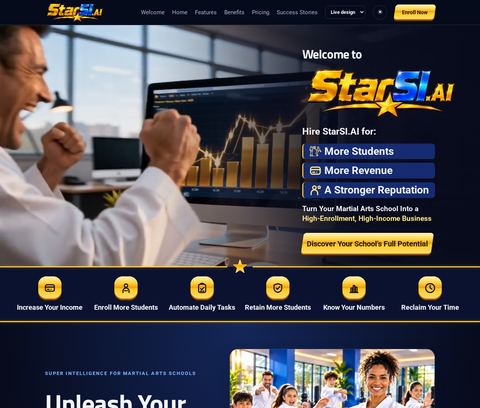 StarSI.AI
Welcome
Home
Features
Benefits
Pricing
Success Stories
Live design
Enroll Now
Welcome to
StarSI.AI
Hire StarSI.AI for:
More Students
More Revenue
A Stronger Reputation
Turn Your Martial Arts School Into a
High-Enrollment, High-Income Business
Discover Your School's Full Potential
Increase Your Income
Enroll More Students
Automate Daily Tasks
Retain More Students
Know Your Numbers
Reclaim Your Time
SUPER INTELLIGENCE FOR MARTIAL ARTS SCHOOLS
Unleash Your